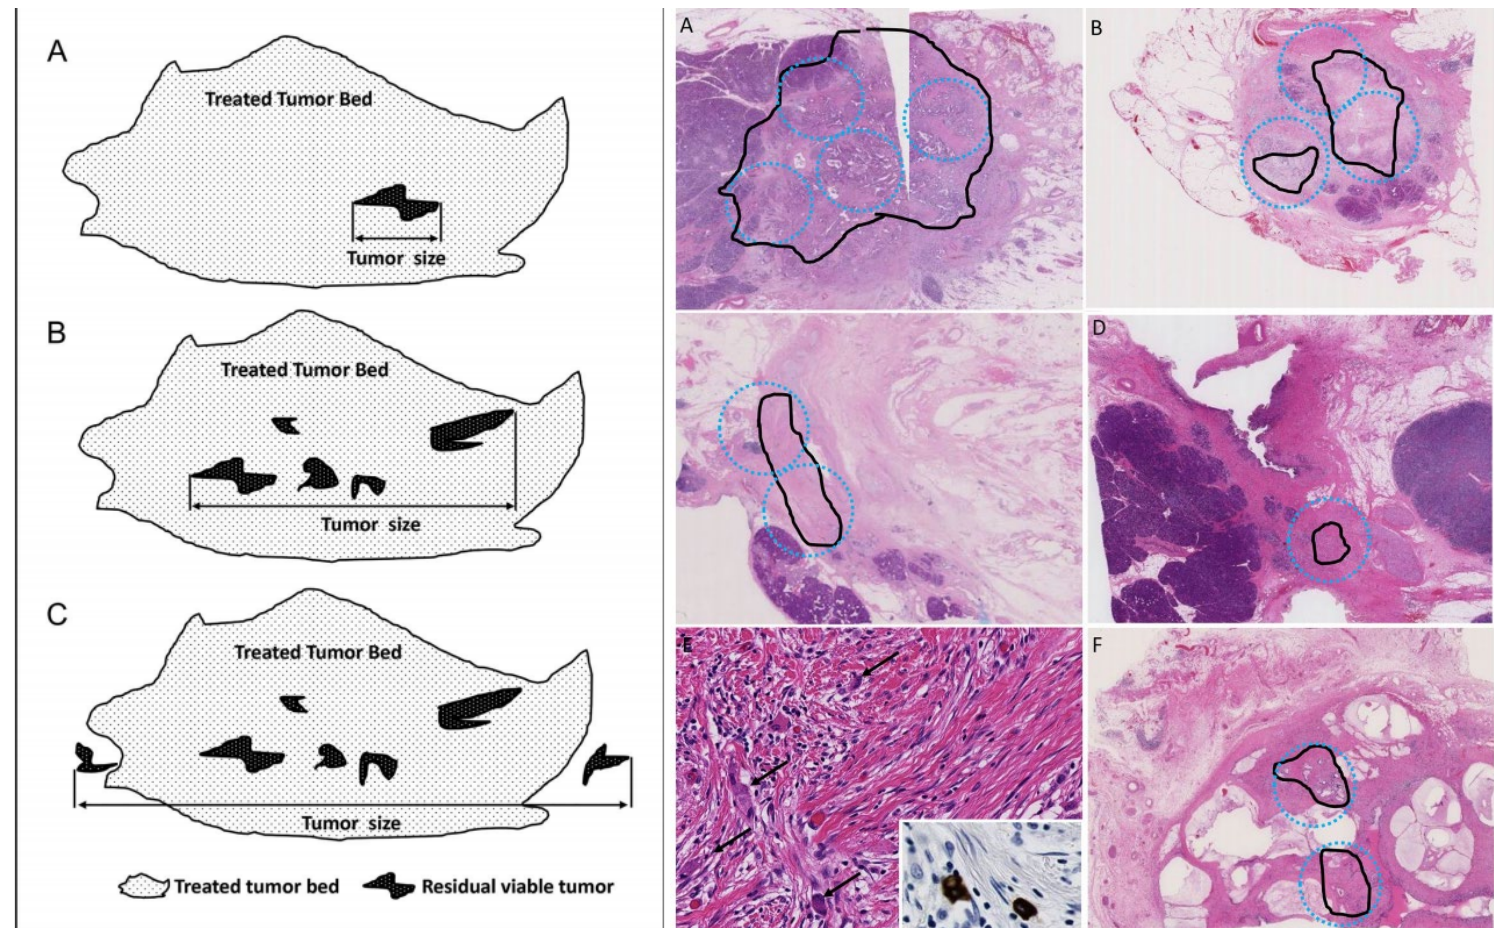 A
Treated Tumor Bed
Tumor size
B
Treated Tumor Bed
Tumor size
C
Treated Tumor Bed
Tumor size
Treated tumor bed
Residual viable tumor
A
B
D
E
F